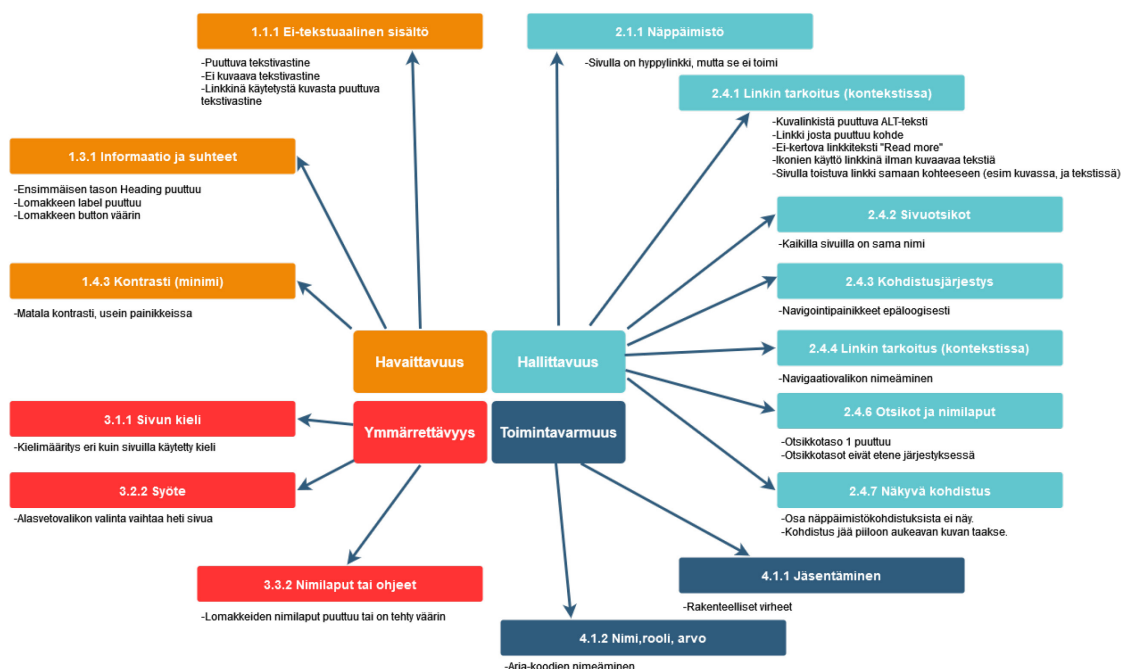 1.1.1 Ei-tekstuaalinen sisältö
-Puuttuva tekstivastine
-Ei kuvaava tekstivastine
-Linkkinä käytetystä kuvasta puuttuva
tekstivastine
2.1.1 Näppäimistö
-Sivulla on hyppylinkki, mutta se ei toimi
2.4.1 Linkin tarkoitus (kontekstissa)
-Kuvalinkistä puuttuva ALT-teksti
-Linkki josta puuttuu kohde
-Ei-kertova linkkiteksti "Read more"
-Ikonien käyttö linkkinä ilman kuvaavaa tekstiä
-Sivulla toistuva linkki samaan kohteeseen (esim kuvassa, ja tekstissä)
1.3.1 Informaatio ja suhteet
-Ensimmäisen tason Heading puuttuu
-Lomakkeen label puuttuu
-Lomakkeen button väärin
2.4.2 Sivuotsikot
-Kaikilla sivuilla on sama nimi
1.4.3 Kontrasti (minimi)
-Matala kontrasti, usein painikkeissa
2.4.3 Kohdistusjärjestys
-Navigointipainikkeet epäloogisesti
Havaittavuus
Hallittavuus
2.4.4 Linkin tarkoitus (kontekstissa)
-Navigaatiovalikon nimeäminen
3.1.1 Sivun kieli
-Kielimääritys eri kuin sivuilla käytetty kieli
Ymmärrettävyys
Toimintavarmuus
2.4.6 Otsikot ja nimilaput
-Otsikkotaso 1 puuttuu
-Otsikkotasot eivät etene järjestyksessä
3.2.2 Syöte
-Alasvetovalikon valinta vaihtaa heti sivua
2.4.7 Näkyvä kohdistus
-Osa näppäimistökohdistuksista ei näy.
-Kohdistus jää piiloon aukeavan kuvan taakse.
3.3.2 Nimilaput tai ohjeet
-Lomakkeiden nimilaput puuttuu tai on tehty väärin
4.1.1 Jäsentäminen
-Rakenteelliset virheet
4.1.2 Nimi,rooli, arvo
-Aria-koodien nimeäminen